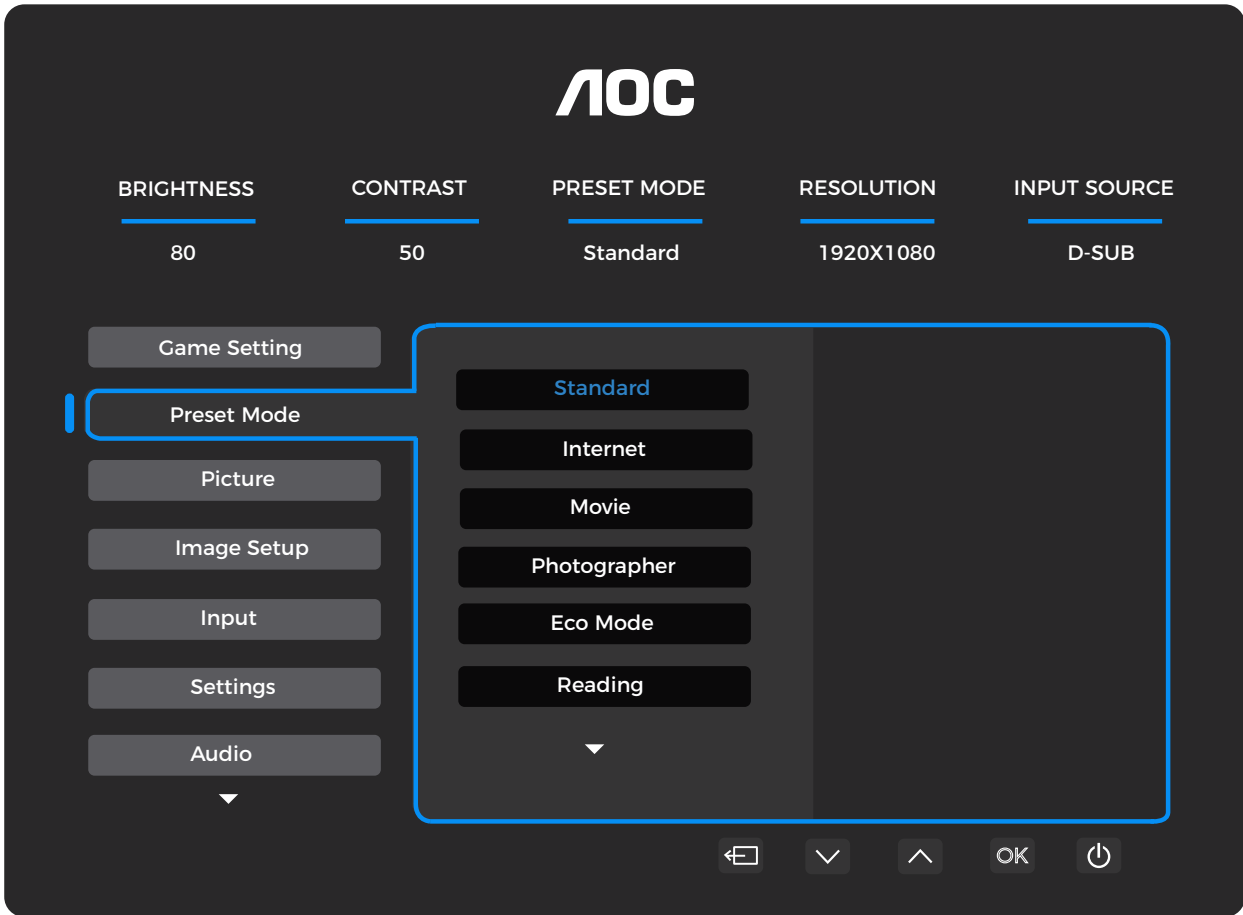 AOC
BRIGHTNESS CONTRAST PRESET MODE RESOLUTION INPUT SOURCE
80 50 Standard 1920X1080 D-SUB
Game Setting
Preset Mode
Picture
Image Setup
Input
Settings
Audio
Standard
Internet
Movie
Photographer
Eco Mode
Reading
OK